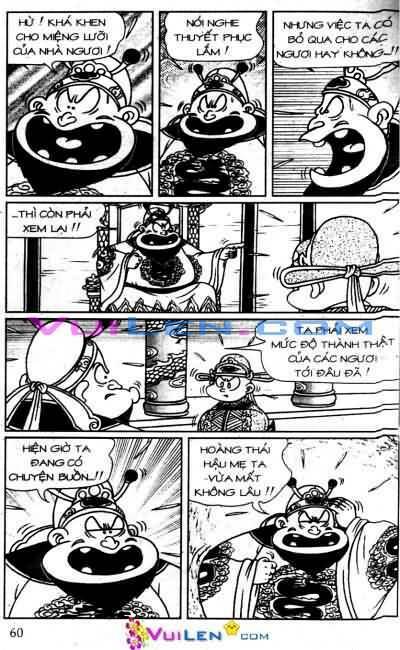 HỪ ! KHÁ KHEN
CHO MIỆNG LƯỠI
CỦA NHÀ NGƯƠI !
NÓI NGHE
THUYẾT PHỤC
LẮM !
NHƯNG VIỆC TA CÓ
BỎ QUA CHO CÁC
NGƯƠI HAY KHÔNG...!!
...THÌ CÒN PHẢI
XEM LẠI !!
VuiLen.com
TA PHẢI XEM
MỨC ĐỘ THÀNH THẬT
CỦA CÁC NGƯƠI
TỚI ĐÂU ĐÃ !
HIỆN GIỜ TA
ĐANG CÓ
CHUYỆN BUỒN...!!
HOÀNG THÁI
HẬU MẸ TA
VỪA MẤT
KHÔNG LÂU !!
60
VuiLen.com